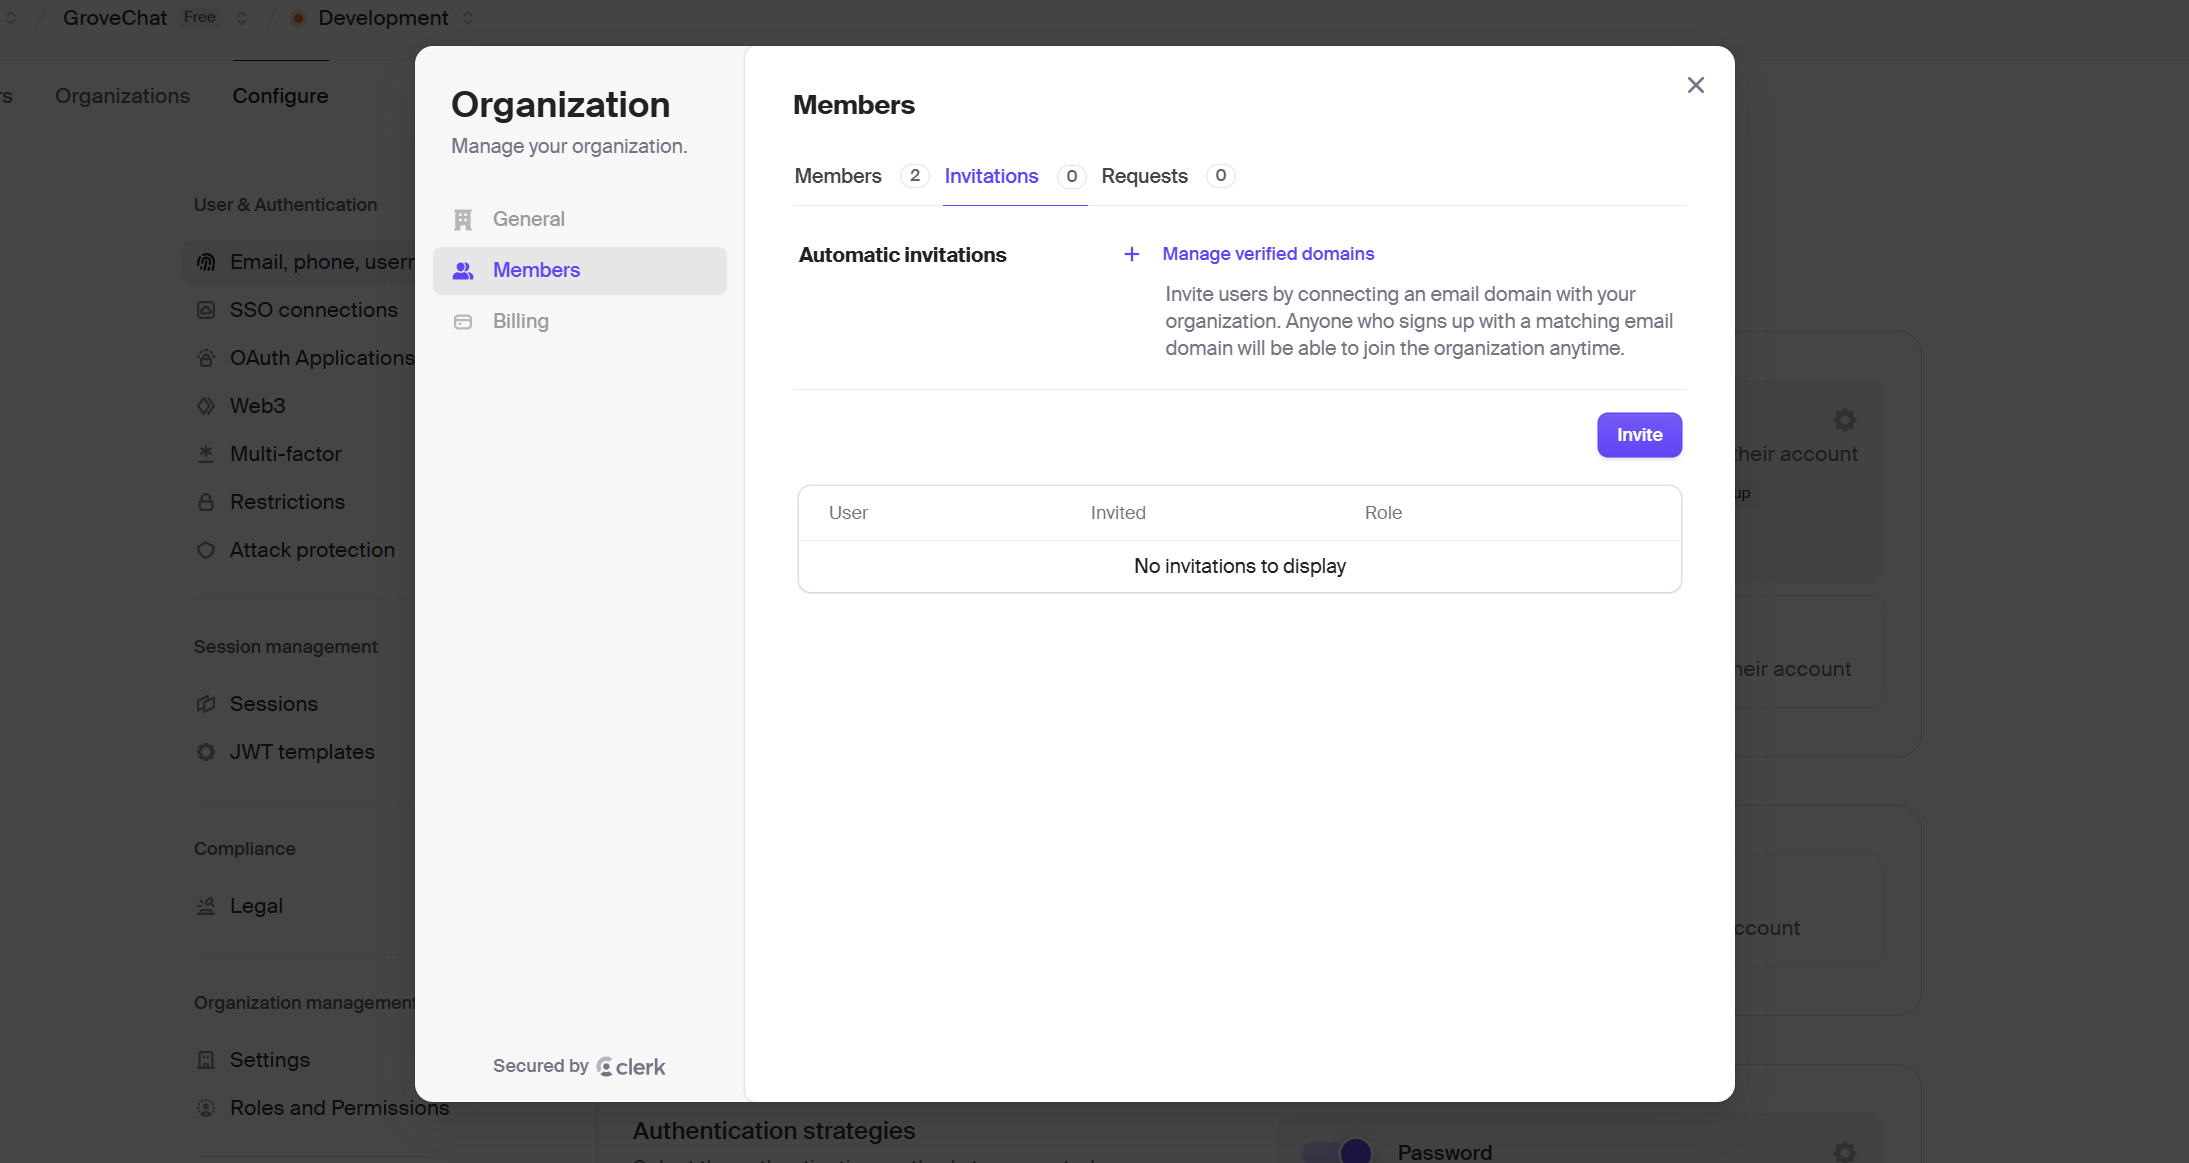 GroveChat Free Development
Organizations Configure
User & Authentication
Email, phone,
SSO connections
OAuth Applications
Web3
Multi-factor
Restrictions
Attack protection
Session management
Sessions
JWT templates
Compliance
Legal
Organization management
Settings
Roles and Permissions
Organization
Manage your organization.
General
Members
Billing
Secured by clerk
Members
Members 2 Invitations 0 Requests 0
Automatic invitations
+ Manage verified domains
Invite users by connecting an email domain with your
organization. Anyone who signs up with a matching email
domain will be able to join the organization anytime.
Invite
User Invited Role
No invitations to display
their account
up
heir account
ccount
Authentication strategies
Password